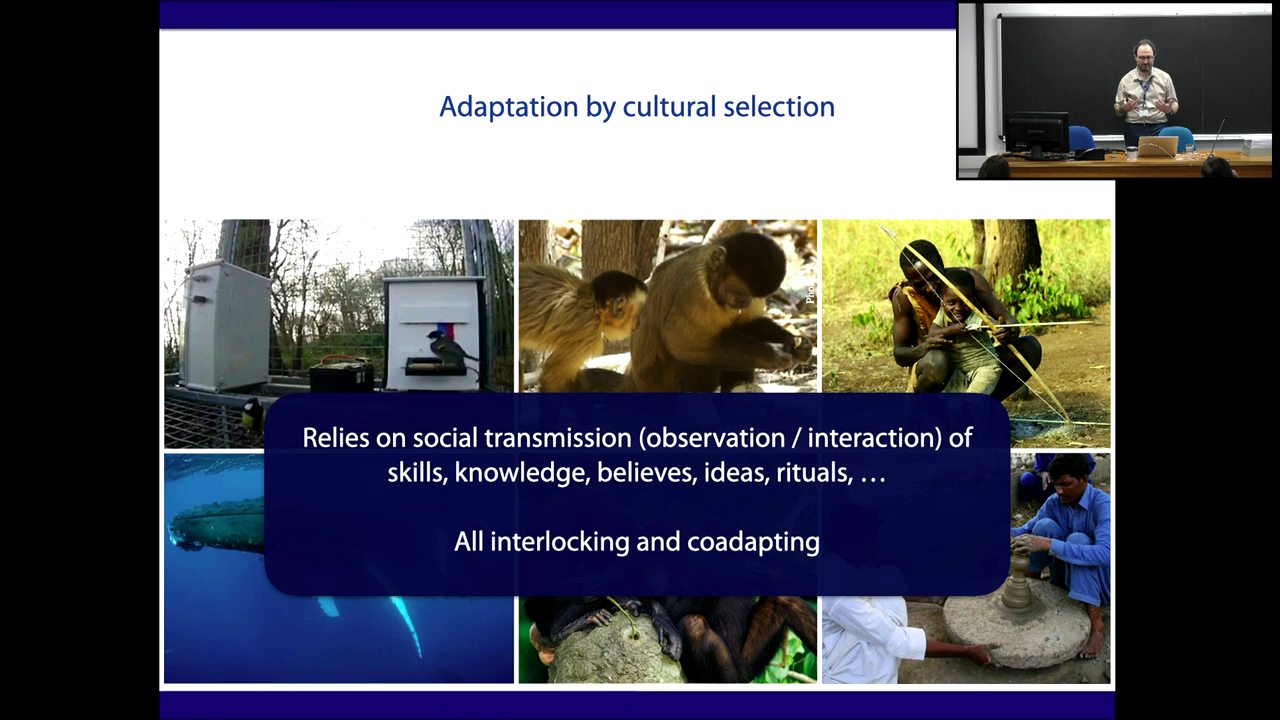 Adaptation by cultural selection
Relies on social transmission (observation / interaction) of
skills, knowledge, believes, ideas, rituals, …
All interlocking and coadapting